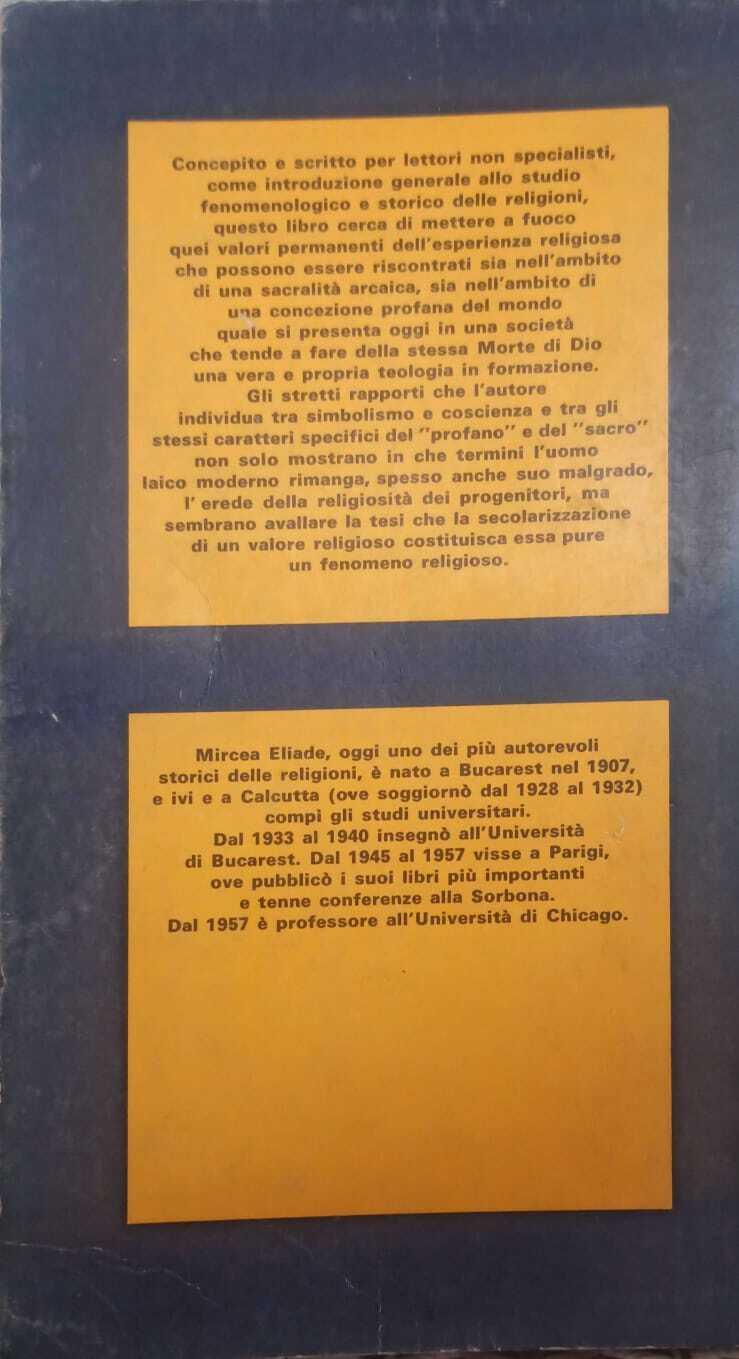 Concepito e scritto per lettori non specialisti,
come introduzione generale allo studio
fenomenologico e storico delle religioni,
questo libro cerca di mettere a fuoco
quei valori permanenti dell'esperienza religiosa
che possono essere riscontrati sia nell'ambito
di una sacralità arcaica, sia nell'ambito di
una concezione profana del mondo
quale si presenta oggi in una società
che tende a fare della stessa Morte di Dio
una vera e propria teologia in formazione.
Gli stretti rapporti che l'autore
individua tra simbolismo e coscienza e tra gli
stessi caratteri specifici del "profano" e del "sacro"
non solo mostrano in che termini l'uomo
laico moderno rimanga, spesso anche suo malgrado,
l' erede della religiosità dei progenitori, ma
sembrano avallare la tesi che la secolarizzazione
di un valore religioso costituisca essa pure
un fenomeno religioso.
Mircea Eliade, oggi uno dei più autorevoli
storici delle religioni, è nato a Bucarest nel 1907,
e ivi e a Calcutta (ove soggiornò dal 1928 al 1932)
compì gli studi universitari.
Dal 1933 al 1940 insegnò all'Università
di Bucarest. Dal 1945 al 1957 visse a Parigi,
ove pubblicò i suoi libri più importanti
e tenne conferenze alla Sorbona.
Dal 1957 è professore all'Università di Chicago.